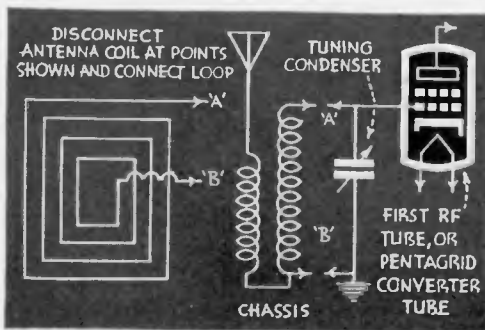 DISCONNECT
ANTENNA COIL AT POINTS
SHOWN AND CONNECT LOOP
'A'
'B'
TUNING
CONDENSER
'A'
'B'
CHASSIS
FIRST RF
TUBE, OR
PENTAGRID
CONVERTER
TUBE